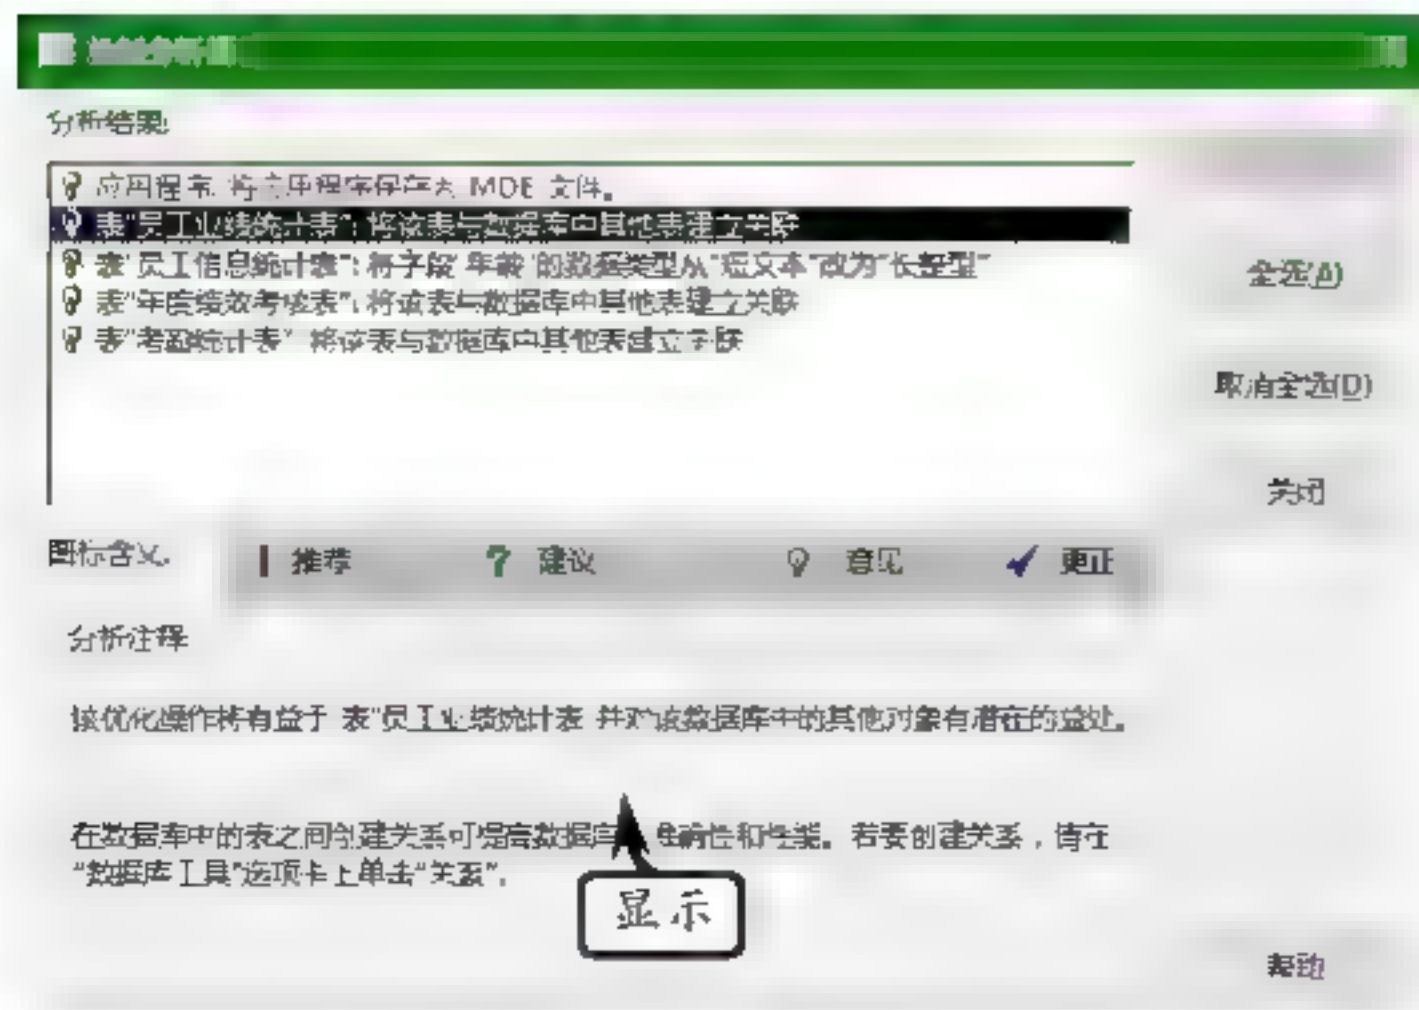 分析结果:
应用程序: 将应用程序保存为 MDE 文件。
表"员工业绩统计表": 将该表与数据库中其他表建立关联
表"员工信息统计表": 将字段"年龄"的数据类型从"短文本"改为"长整型"
表"年度绩效考核表": 将该表与数据库中其他表建立关联
表"考勤统计表": 将该表与数据库中其他表建立关联
全选(A)
取消全选(D)
关闭
图标含义:
推荐
? 建议
意见
更正
分析注释
该优化操作将有益于 表"员工业绩统计表" 并对该数据库中的其他对象有潜在的益处。
在数据库中的表之间创建关系可提高数据库 准确性和性能。若要创建关系，请在
"数据库工具"选项卡上单击"关系"。
显示
帮助